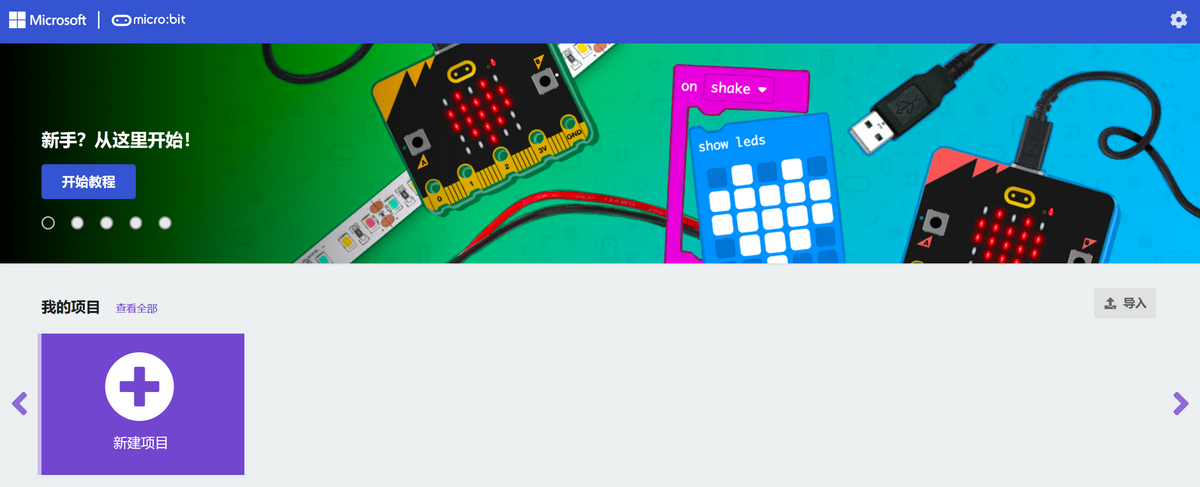 Microsoft
micro:bit
新手？从这里开始！
开始教程
on shake
show leds
A
B
0
1
2
3V
GND
A
B
我的项目
查看全部
导入
新建项目